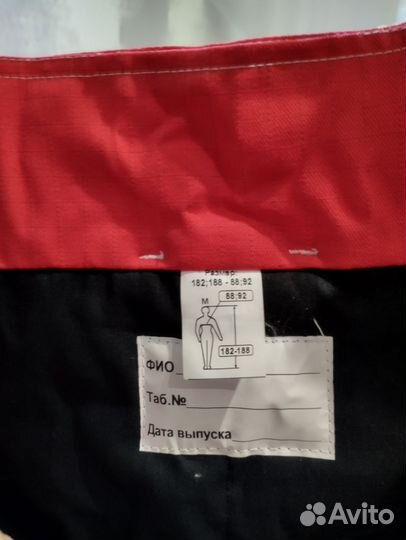 Размер:
182;188 - 88;92
М
88;92
182-188
ФИО
Таб.№
Дата выпуска
Avito